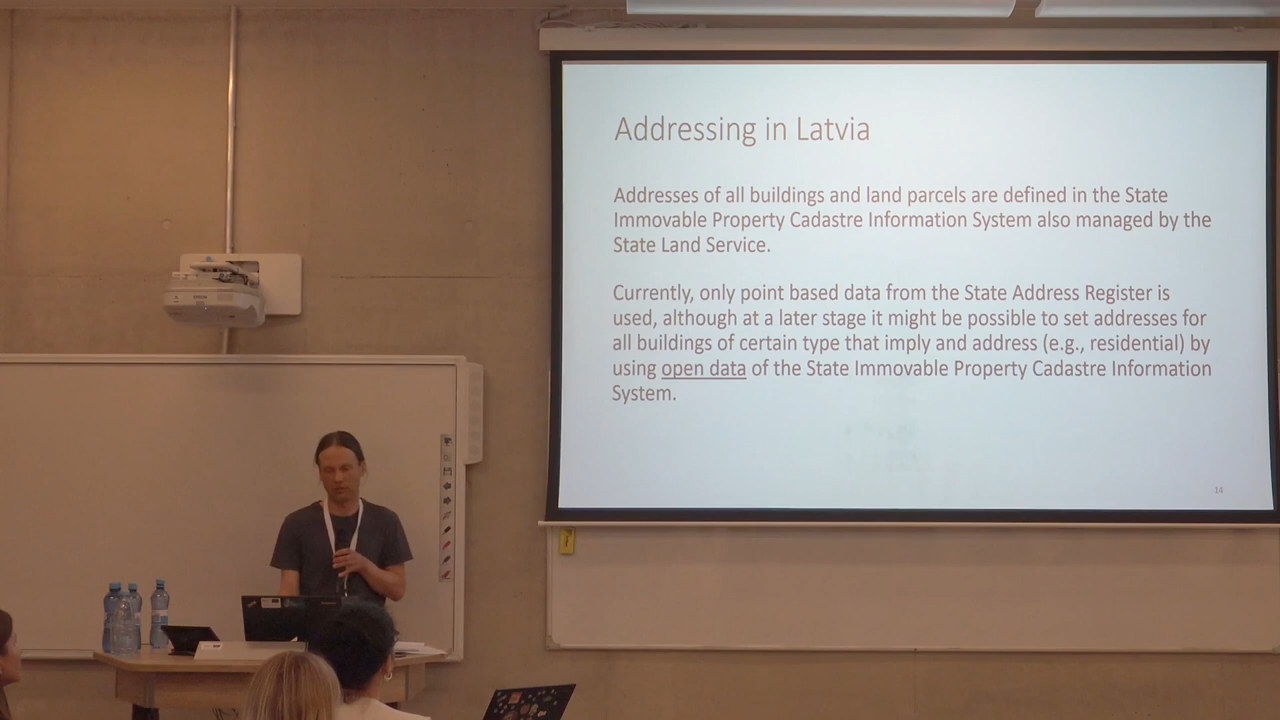 Addressing in Latvia
Addresses of all buildings and land parcels are defined in the State
Immovable Property Cadastre Information System also managed by the
State Land Service.
Currently, only point based data from the State Address Register is
used, although at a later stage it might be possible to set addresses for
all buildings of certain type that imply and address (e.g., residential) by
using open data of the State Immovable Property Cadastre Information
System.
14